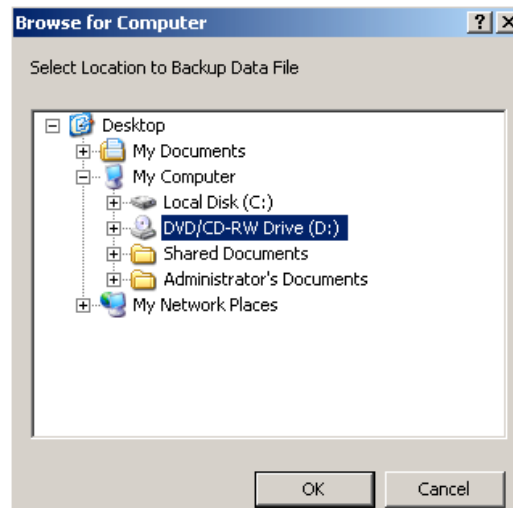 Browse for Computer
Select Location to Backup Data File
Desktop
My Documents
My Computer
Local Disk (C:)
DVD/CD-RW Drive (D:)
Shared Documents
Administrator's Documents
My Network Places
OK Cancel